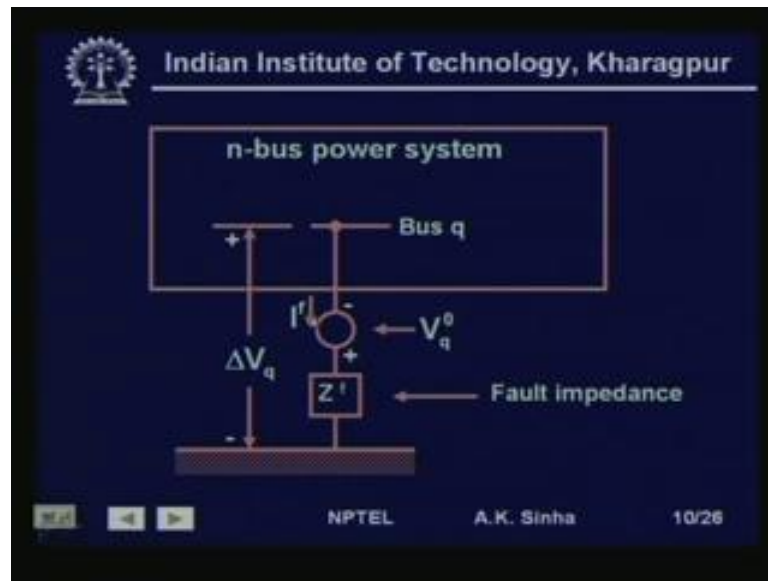 Indian Institute of Technology, Kharagpur
n-bus power system
+
Bus q
-
I^f
V_q^0
+
ΔV_q
Z^f
Fault impedance
-
NPTEL
A.K. Sinha
10/26